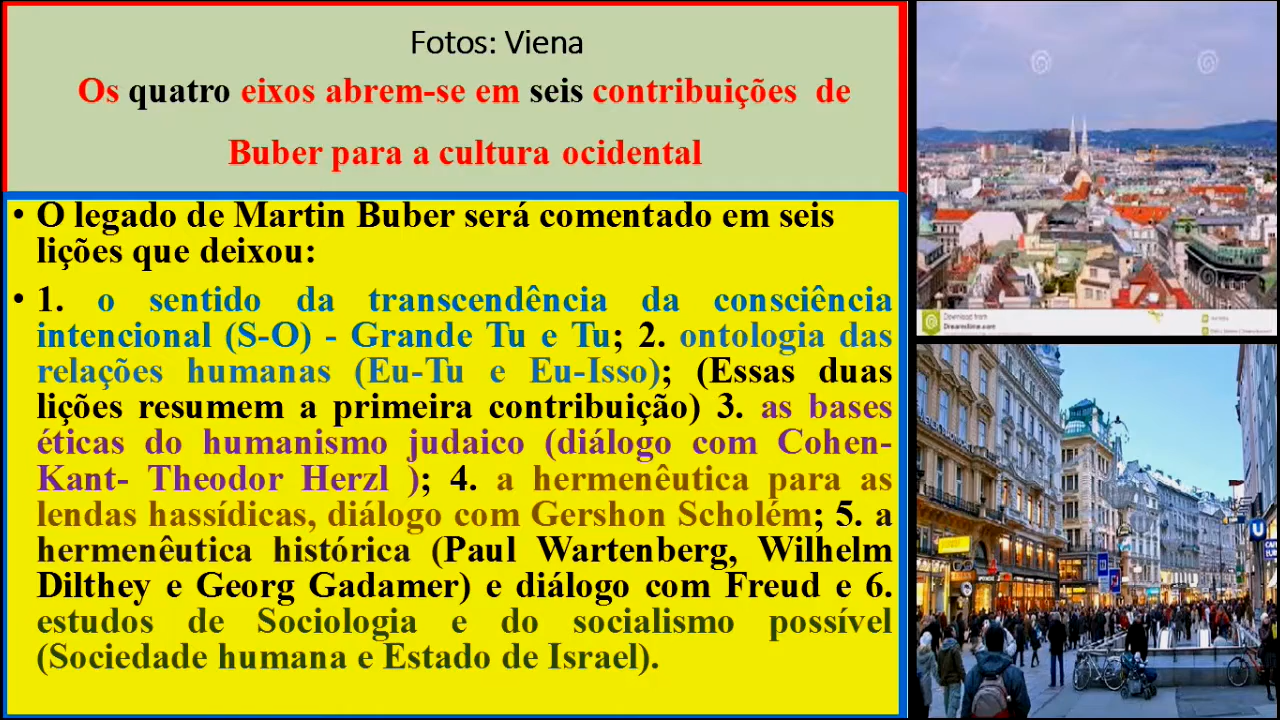 Fotos: Viena
Os quatro eixos abrem-se em seis contribuições de
Buber para a cultura ocidental
• O legado de Martin Buber será comentado em seis
lições que deixou:
• 1. o sentido da transcendência da consciência
intencional (S-O) - Grande Tu e Tu; 2. ontologia das
relações humanas (Eu-Tu e Eu-Isso); (Essas duas
lições resumem a primeira contribuição) 3. as bases
éticas do humanismo judaico (diálogo com Cohen-
Kant- Theodor Herzl ); 4. a hermenêutica para as
lendas hassídicas, diálogo com Gershon Scholém; 5. a
hermenêutica histórica (Paul Wartenberg, Wilhelm
Dilthey e Georg Gadamer) e diálogo com Freud e 6.
estudos de Sociologia e do socialismo possível
(Sociedade humana e Estado de Israel).
Download from
Dreamstime.com
U